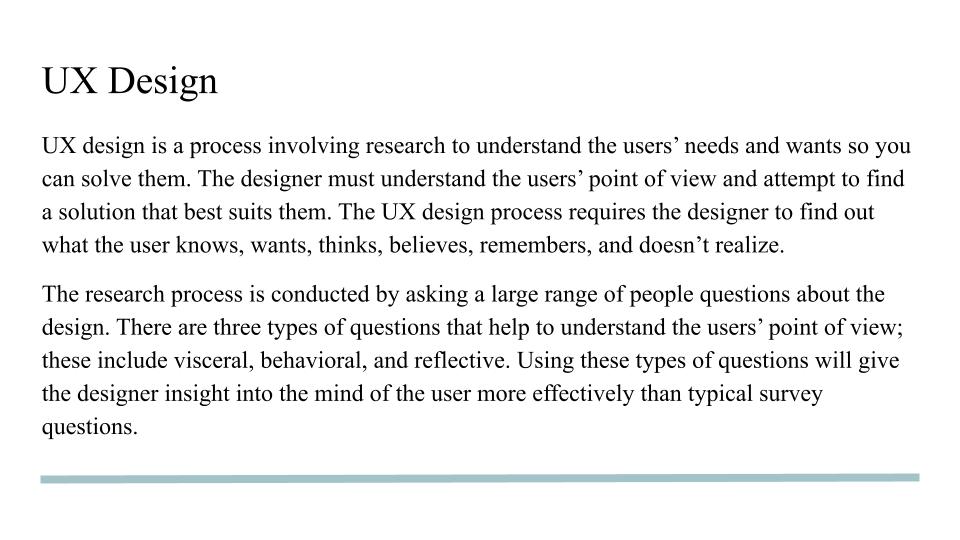 UX Design
UX design is a process involving research to understand the users’ needs and wants so you
can solve them. The designer must understand the users’ point of view and attempt to find
a solution that best suits them. The UX design process requires the designer to find out
what the user knows, wants, thinks, believes, remembers, and doesn’t realize.
The research process is conducted by asking a large range of people questions about the
design. There are three types of questions that help to understand the users’ point of view;
these include visceral, behavioral, and reflective. Using these types of questions will give
the designer insight into the mind of the user more effectively than typical survey
questions.